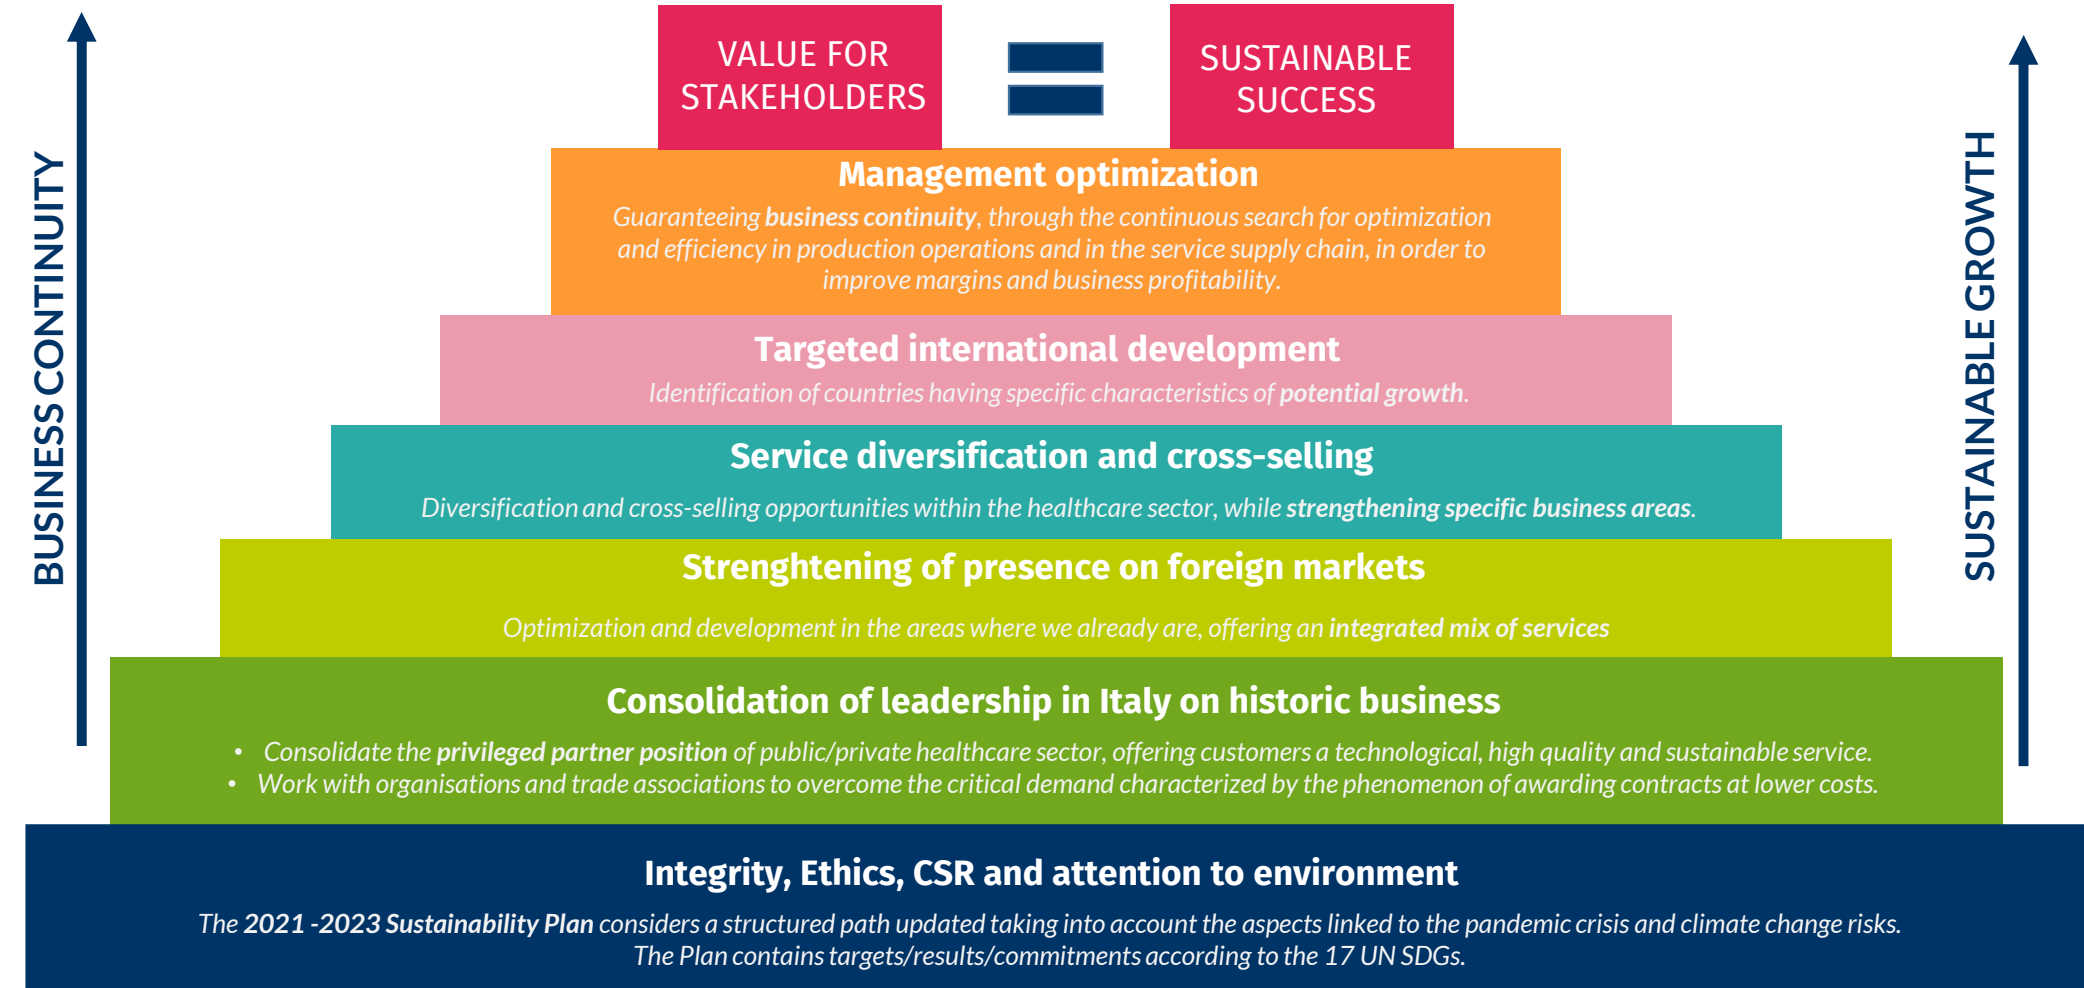 VALUE FOR
STAKEHOLDERS
SUSTAINABLE
SUCCESS
BUSINESS CONTINUITY
SUSTAINABLE GROWTH
Management optimization
Guaranteeing business continuity, through the continuous search for optimization
and efficiency in production operations and in the service supply chain, in order to
improve margins and business profitability.
Targeted international development
Identification of countries having specific characteristics of potential growth.
Service diversification and cross-selling
Diversification and cross-selling opportunities within the healthcare sector, while strengthening specific business areas.
Strenghtening of presence on foreign markets
Optimization and development in the areas where we already are, offering an integrated mix of services
Consolidation of leadership in Italy on historic business
• Consolidate the privileged partner position of public/private healthcare sector, offering customers a technological, high quality and sustainable service.
• Work with organisations and trade associations to overcome the critical demand characterized by the phenomenon of awarding contracts at lower costs.
Integrity, Ethics, CSR and attention to environment
The 2021 -2023 Sustainability Plan considers a structured path updated taking into account the aspects linked to the pandemic crisis and climate change risks.
The Plan contains targets/results/commitments according to the 17 UN SDGs.